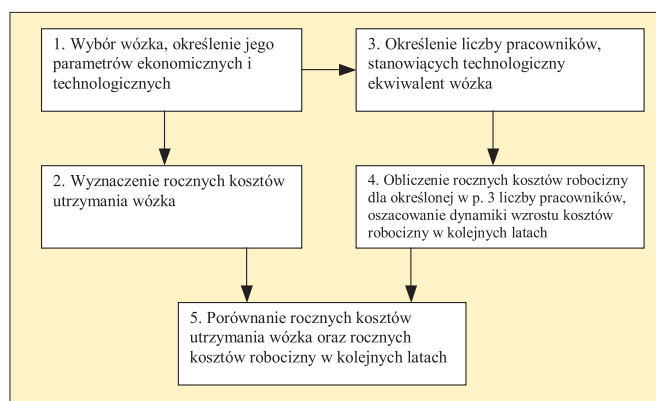 1. Wybór wózka, określenie jego
parametrów ekonomicznych i
technologicznych
3. Określenie liczby pracowników,
stanowiących technologiczny
ekwiwalent wózka
2. Wyznaczenie rocznych kosztów
utrzymania wózka
4. Obliczenie rocznych kosztów robocizny
dla określonej w p. 3 liczby pracowników,
oszacowanie dynamiki wzrostu kosztów
robocizny w kolejnych latach
5. Porównanie rocznych kosztów
utrzymania wózka oraz rocznych
kosztów robocizny w kolejnych latach